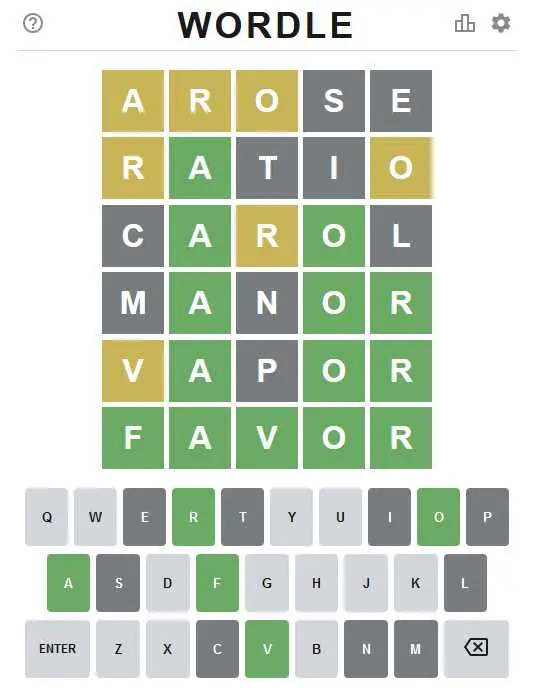 WORDLE
A R O S E
R A T I O
C A R O L
M A N O R
V A P O R
F A V O R
Q W E R T Y U I O P
A S D F G H J K L
ENTER Z X C V B N M